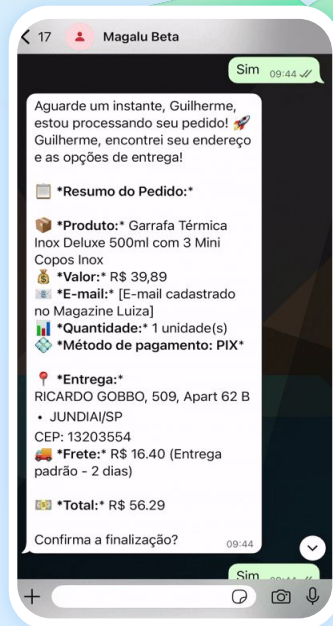 17 Magalu Beta
Sim 09:44
Aguarde um instante, Guilherme,
estou processando seu pedido! 🚀
Guilherme, encontrei seu endereço
e as opções de entrega!
📋 *Resumo do Pedido:*
📦 *Produto:* Garrafa Térmica
Inox Deluxe 500ml com 3 Mini
Copos Inox
💰 *Valor:* R$ 39,89
📧 *E-mail:* [E-mail cadastrado
no Magazine Luiza]
📊 *Quantidade:* 1 unidade(s)
💠 *Método de pagamento: PIX*
📍 *Entrega:*
RICARDO GOBBO, 509, Apart 62 B
• JUNDIAI/SP
CEP: 13203554
🚚 *Frete:* R$ 16.40 (Entrega
padrão - 2 dias)
💵 *Total:* R$ 56.29
Confirma a finalização? 09:44
Sim 09:44